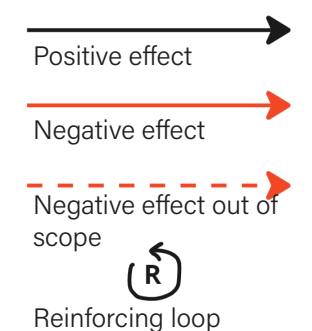 Positive effect
Negative effect
Negative effect out of
scope
R
Reinforcing loop